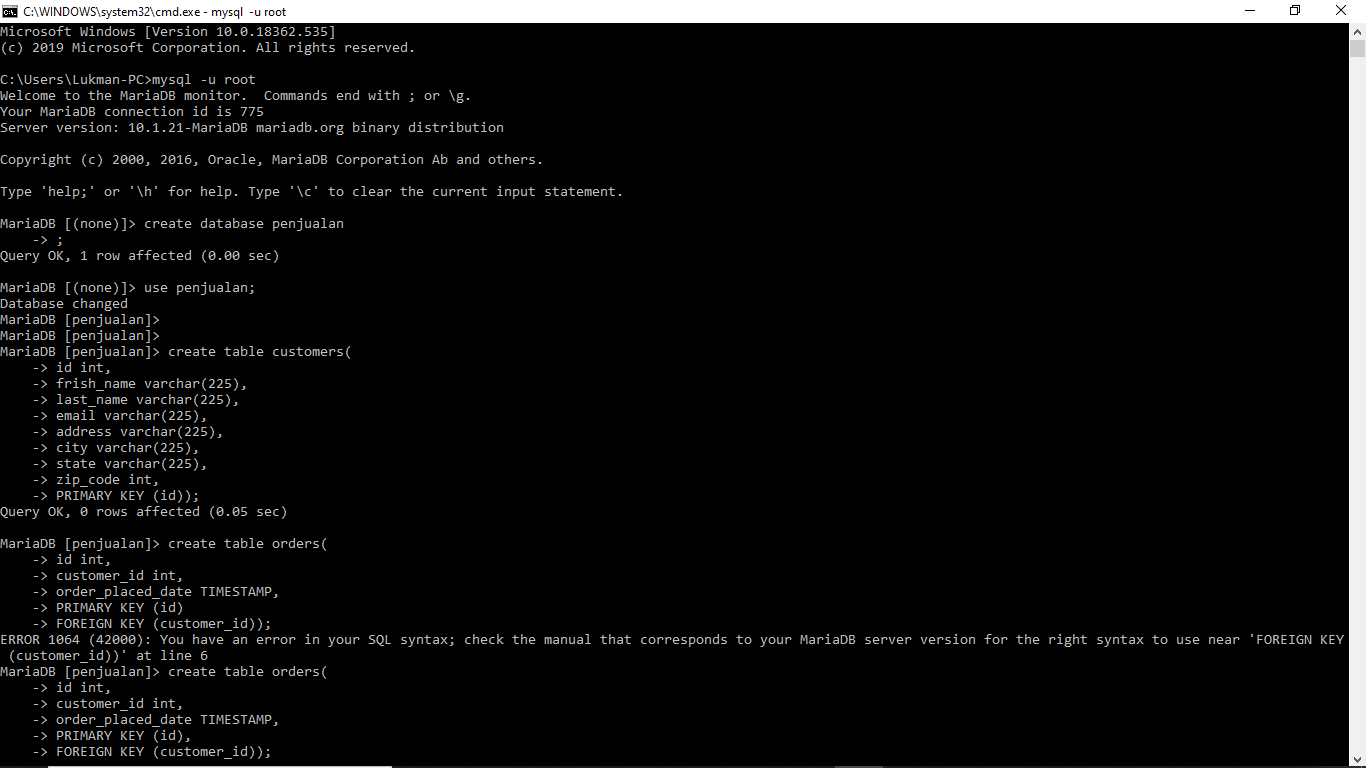 C:\WINDOWS\system32\cmd.exe - mysql  -u root
Microsoft Windows [Version 10.0.18362.535]
(c) 2019 Microsoft Corporation. All rights reserved.
C:\Users\Lukman-PC>mysql -u root
Welcome to the MariaDB monitor.  Commands end with ; or \g.
Your MariaDB connection id is 775
Server version: 10.1.21-MariaDB mariadb.org binary distribution
Copyright (c) 2000, 2016, Oracle, MariaDB Corporation Ab and others.
Type 'help;' or '\h' for help. Type '\c' to clear the current input statement.
MariaDB [(none)]> create database penjualan
    -> ;
Query OK, 1 row affected (0.00 sec)
MariaDB [(none)]> use penjualan;
Database changed
MariaDB [penjualan]>
MariaDB [penjualan]>
MariaDB [penjualan]> create table customers(
    -> id int,
    -> frish_name varchar(225),
    -> last_name varchar(225),
    -> email varchar(225),
    -> address varchar(225),
    -> city varchar(225),
    -> state varchar(225),
    -> zip_code int,
    -> PRIMARY KEY (id));
Query OK, 0 rows affected (0.05 sec)
MariaDB [penjualan]> create table orders(
    -> id int,
    -> customer_id int,
    -> order_placed_date TIMESTAMP,
    -> PRIMARY KEY (id)
    -> FOREIGN KEY (customer_id));
ERROR 1064 (42000): You have an error in your SQL syntax; check the manual that corresponds to your MariaDB server version for the right syntax to use near 'FOREIGN KEY
 (customer_id))' at line 6
MariaDB [penjualan]> create table orders(
    -> id int,
    -> customer_id int,
    -> order_placed_date TIMESTAMP,
    -> PRIMARY KEY (id),
    -> FOREIGN KEY (customer_id));